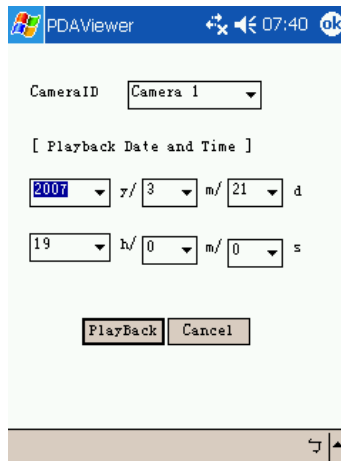 PDAViewer 07:40 ok
CameraID Camera 1
[ Playback Date and Time ]
2007 y/ 3 m/ 21 d
19 h/ 0 m/ 0 s
PlayBack Cancel
ㄅ